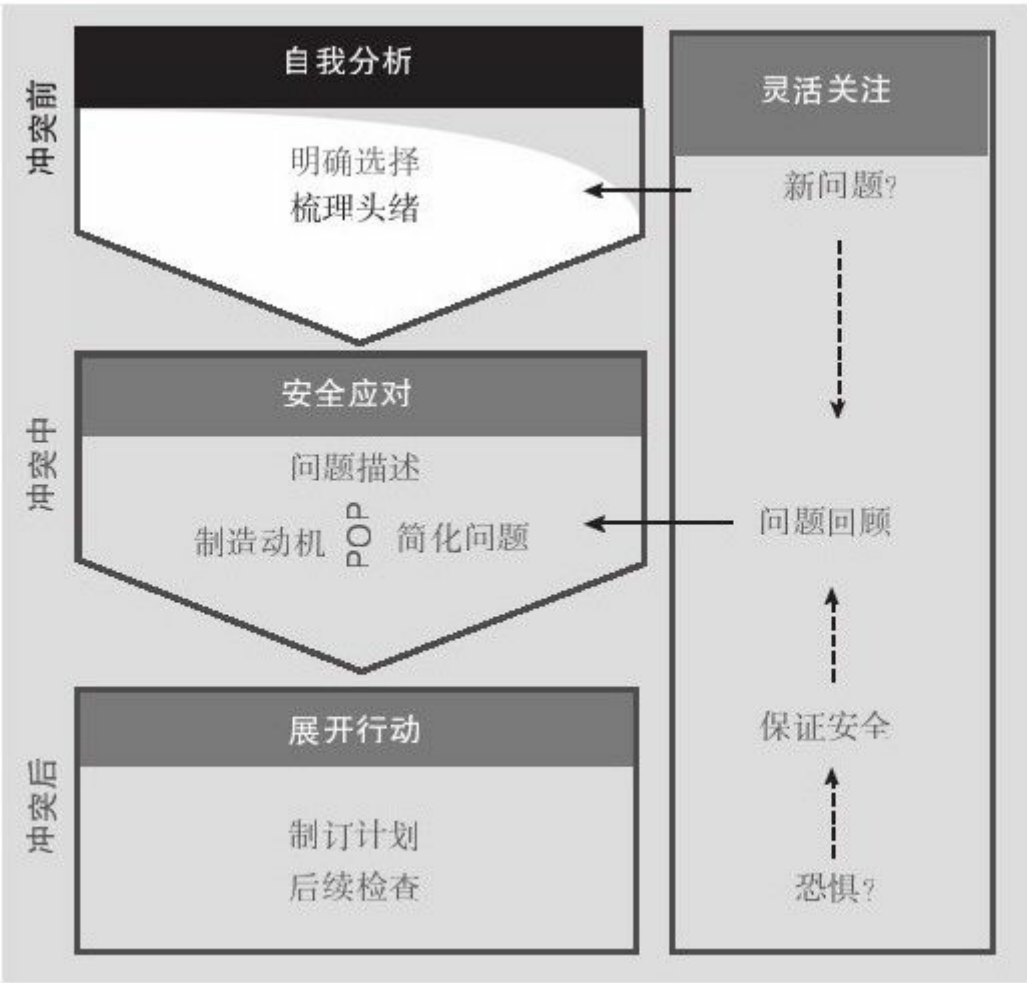 冲突前
自我分析
明确选择
梳理头绪
冲突中
安全应对
问题描述
制造动机 POP 简化问题
冲突后
展开行动
制订计划
后续检查
灵活关注
新问题?
问题回顾
保证安全
恐惧?